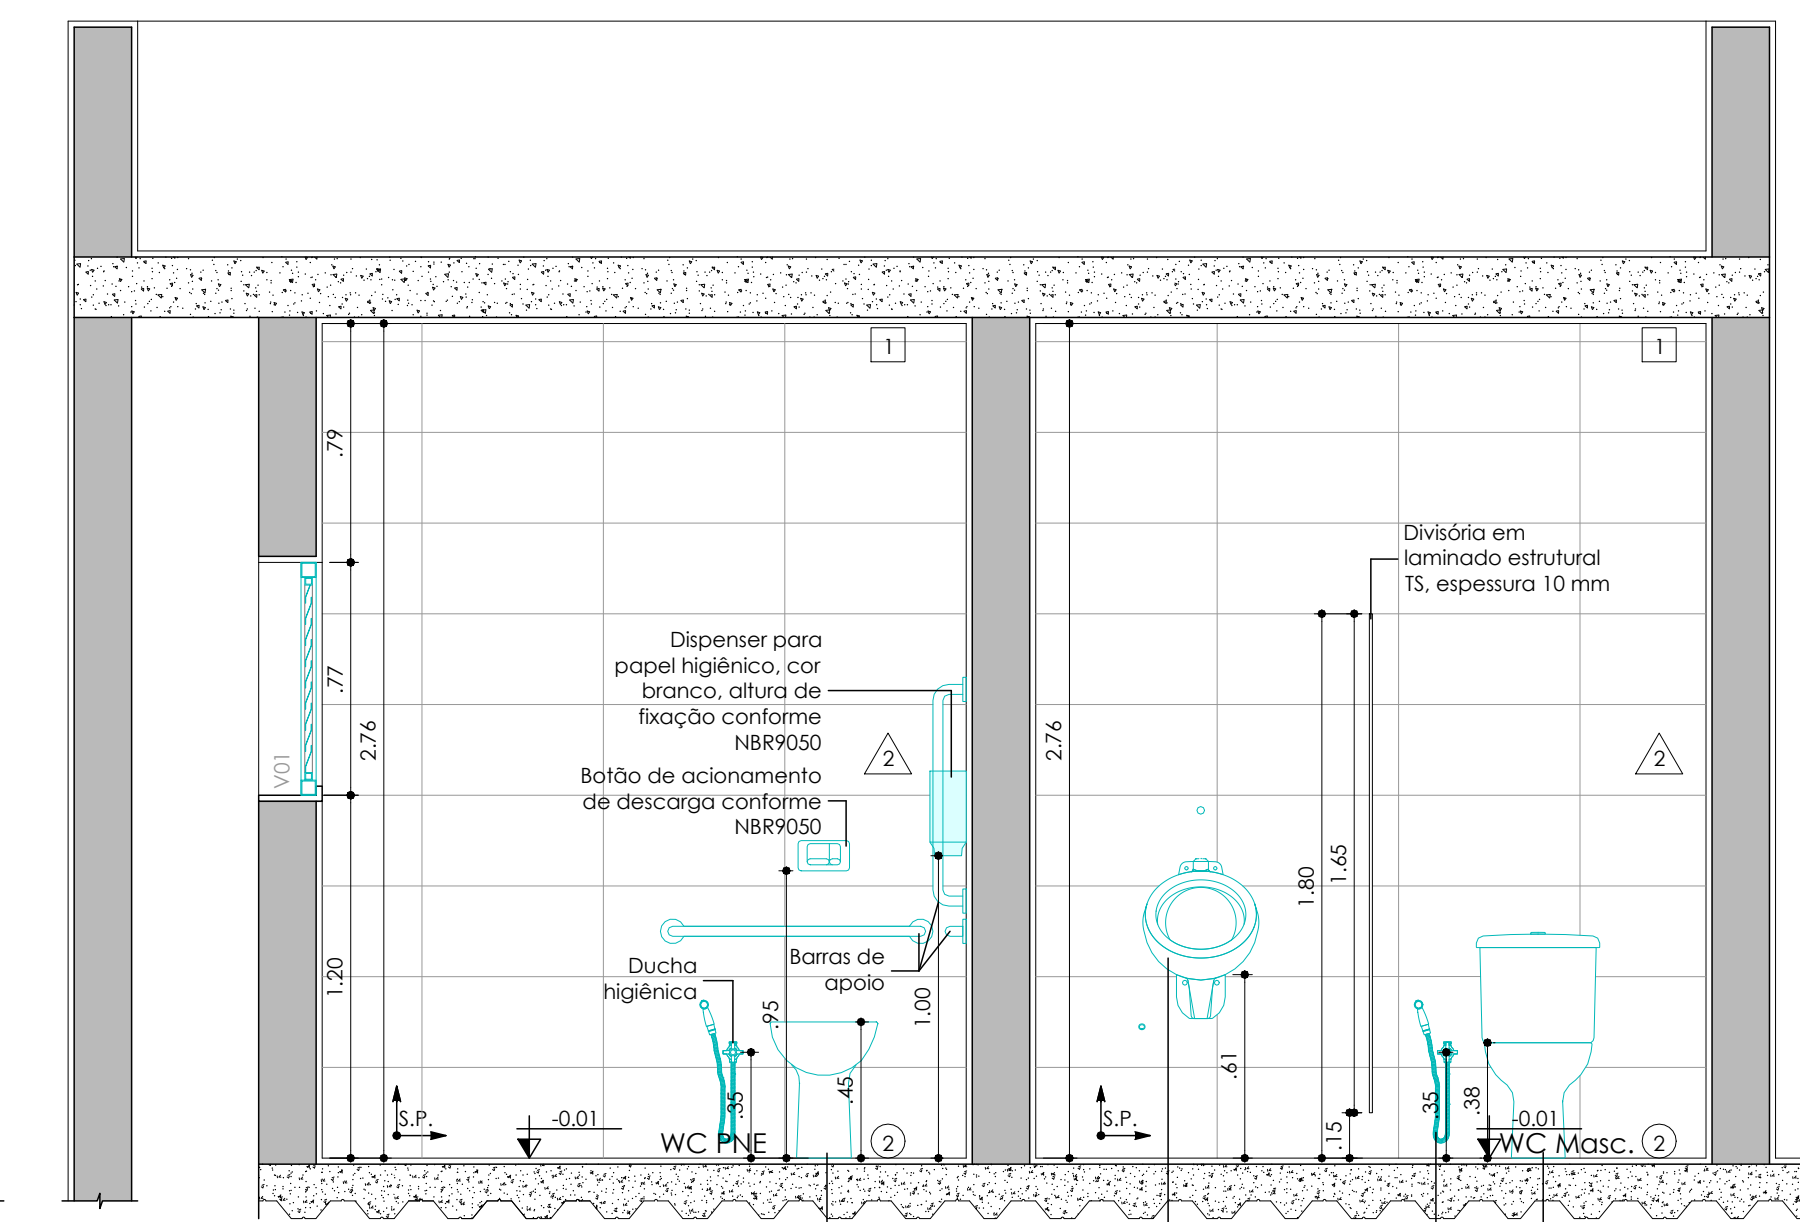 1
1
.79
Divisória em
laminado estrutural
TS, espessura 10 mm
Dispenser para
papel higiênico, cor
branco, altura de
fixação conforme
NBR9050
.77
2.76
V01
2
2.76
2
Botão de acionamento
de descarga conforme
NBR9050
1.80
1.65
1.20
Ducha
higiênica
Barras de
apoio
.95
1.00
.61
.45
.35
.35
.38
.15
S.P.
-0.01
WC PNE
2
S.P.
-0.01
WC Masc.
2